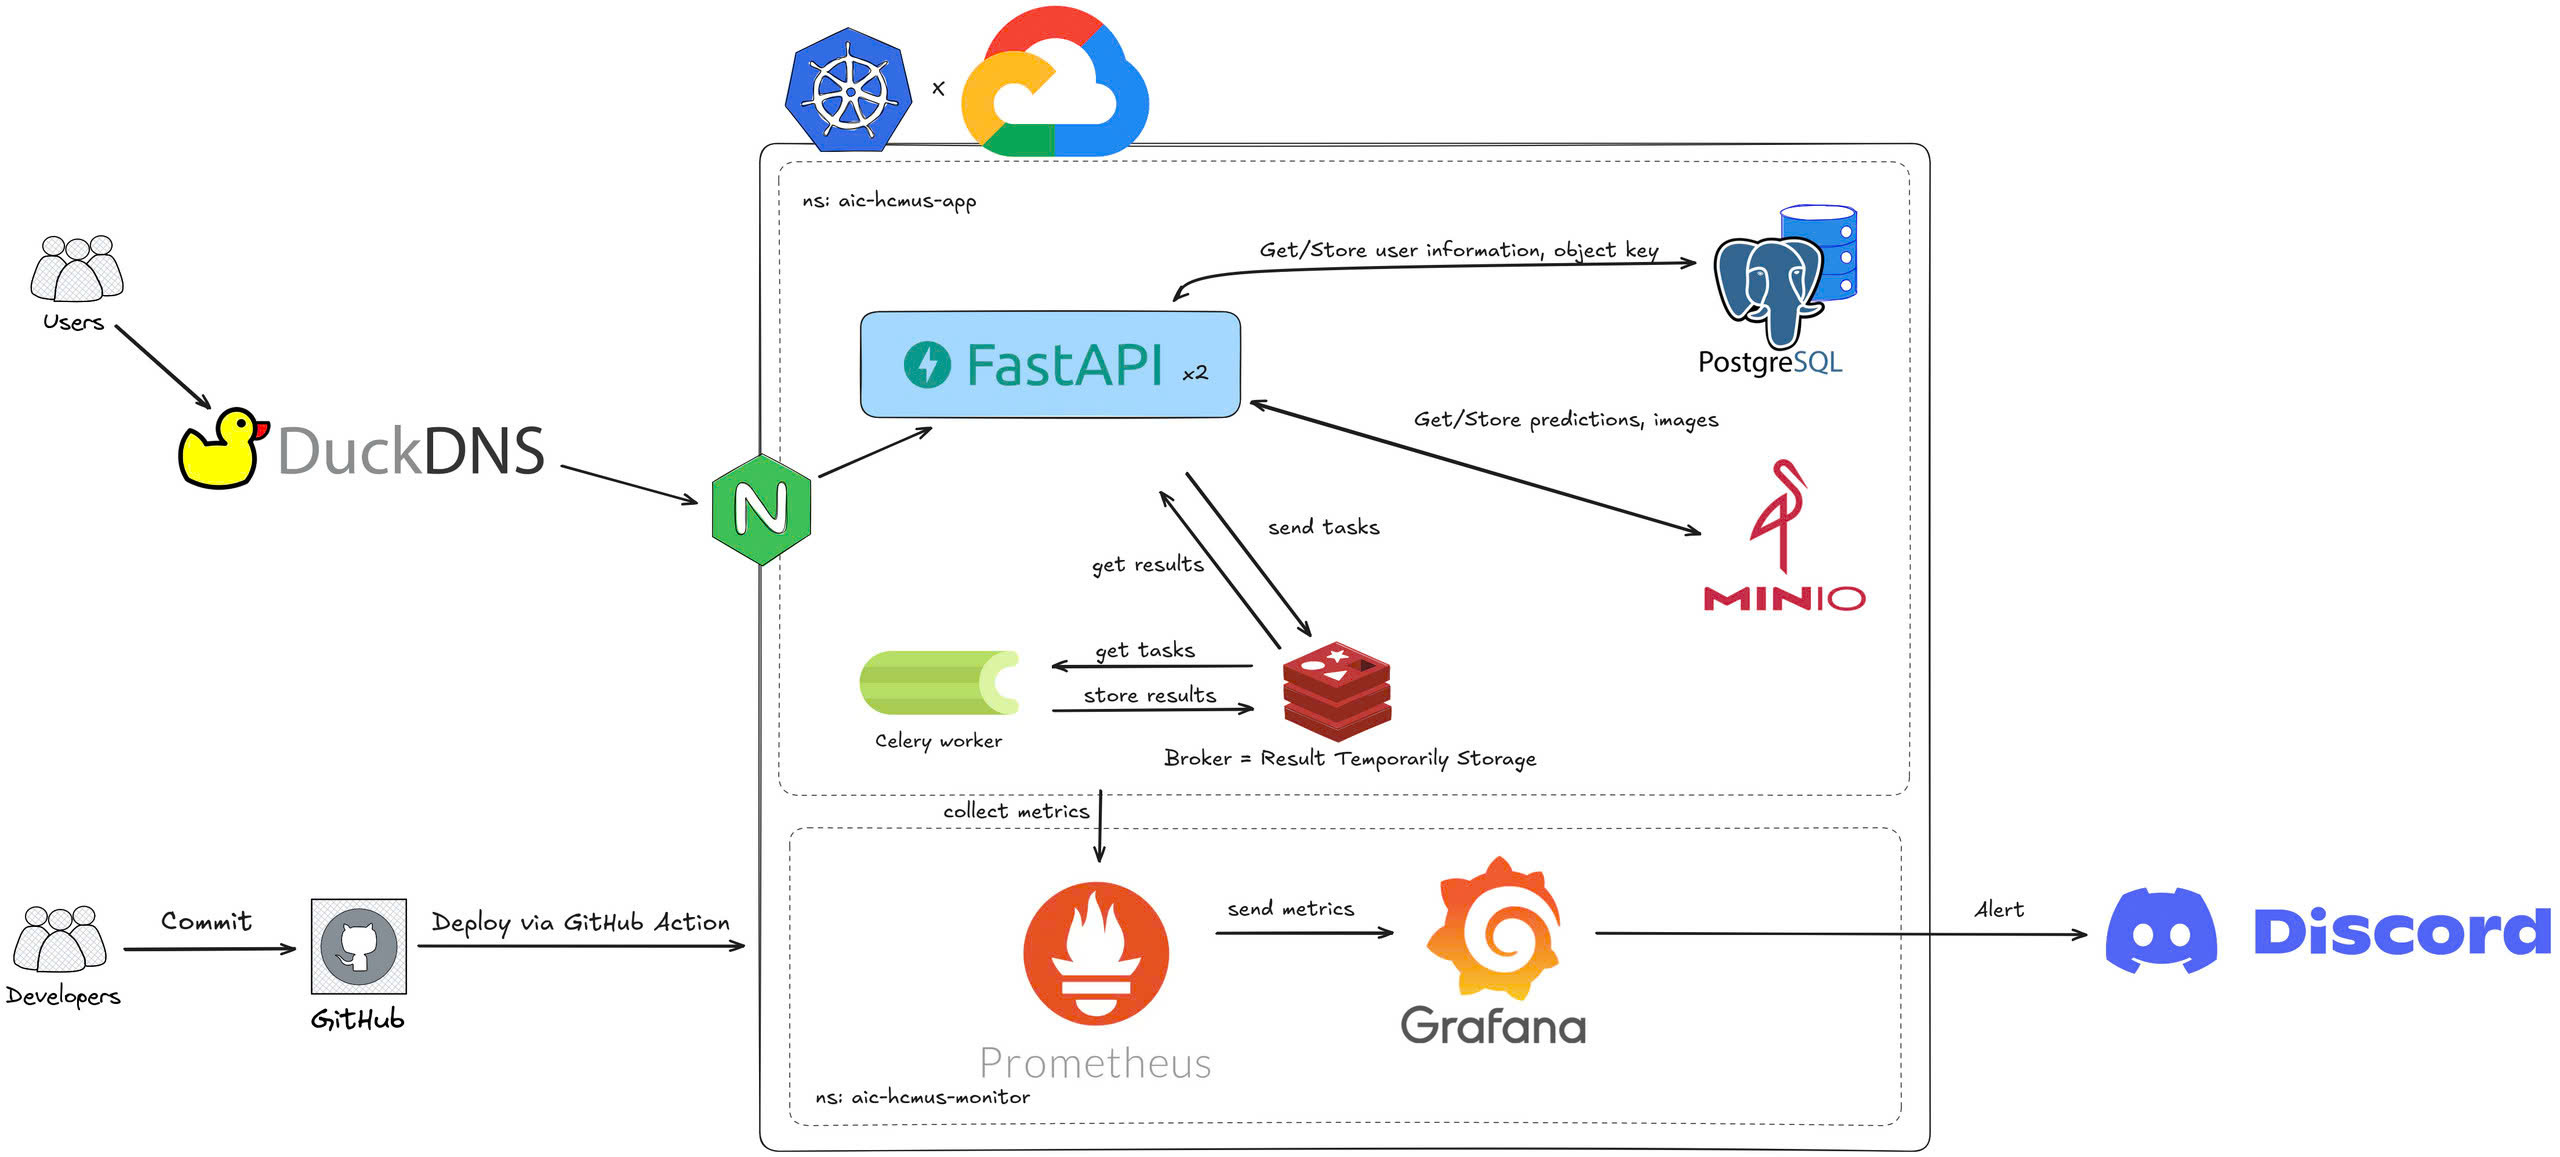 x
ns: aic-hcmus-app
Get/Store user information, object key
PostgreSQL
Users
FastAPI x2
DuckDNS
N
Get/Store predictions, images
send tasks
get results
MINIO
get tasks
store results
Celery worker
Broker = Result Temporarily Storage
collect metrics
Developers
Commit
GitHub
Deploy via GitHub Action
Prometheus
send metrics
Grafana
ns: aic-hcmus-monitor
Alert
Discord